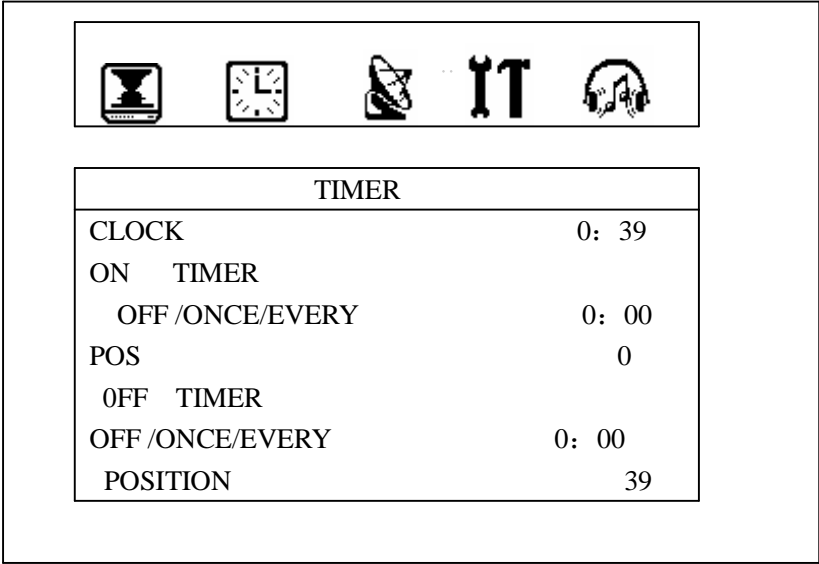 TIMER
CLOCK 0：39
ON TIMER
OFF /ONCE/EVERY 0：00
POS 0
0FF TIMER
OFF /ONCE/EVERY 0：00
POSITION 39